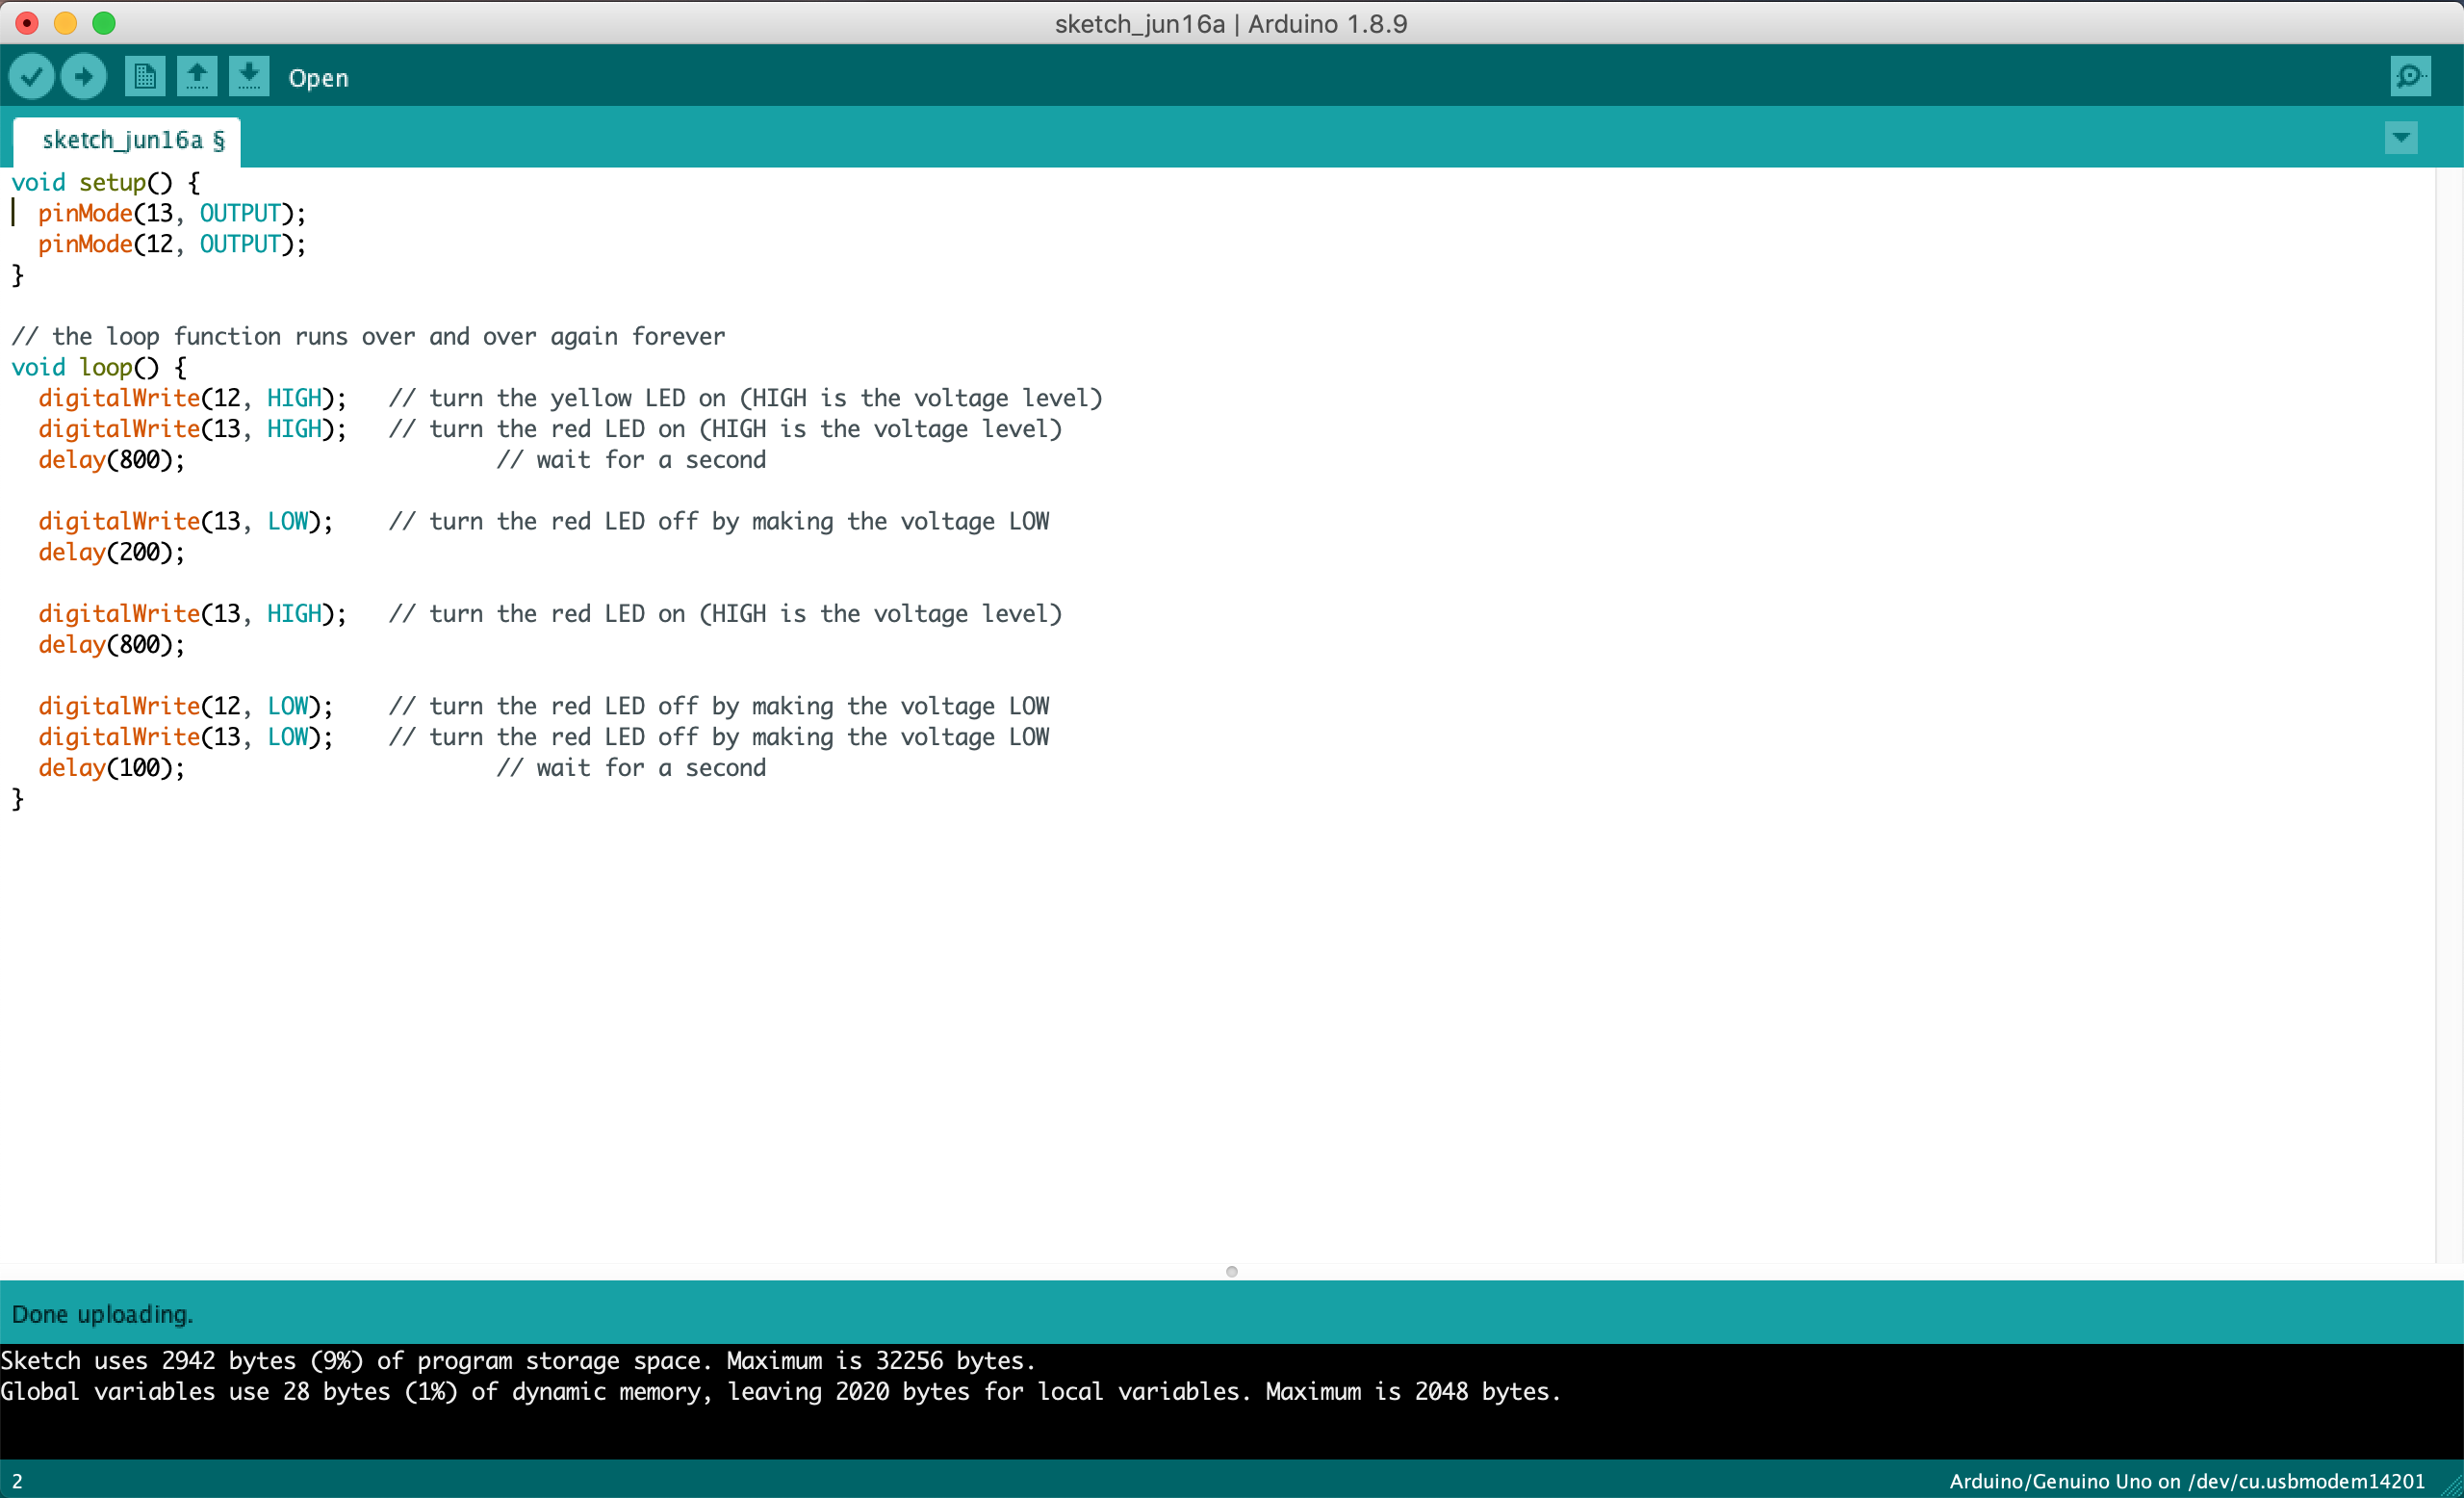 sketch_jun16a | Arduino 1.8.9
Open
sketch_jun16a §
void setup() {
  pinMode(13, OUTPUT);
  pinMode(12, OUTPUT);
}
// the loop function runs over and over again forever
void loop() {
  digitalWrite(12, HIGH);   // turn the yellow LED on (HIGH is the voltage level)
  digitalWrite(13, HIGH);   // turn the red LED on (HIGH is the voltage level)
  delay(800);                       // wait for a second
  digitalWrite(13, LOW);    // turn the red LED off by making the voltage LOW
  delay(200);
  digitalWrite(13, HIGH);   // turn the red LED on (HIGH is the voltage level)
  delay(800);
  digitalWrite(12, LOW);    // turn the red LED off by making the voltage LOW
  digitalWrite(13, LOW);    // turn the red LED off by making the voltage LOW
  delay(100);                       // wait for a second
}
Done uploading.
Sketch uses 2942 bytes (9%) of program storage space. Maximum is 32256 bytes.
Global variables use 28 bytes (1%) of dynamic memory, leaving 2020 bytes for local variables. Maximum is 2048 bytes.
2 Arduino/Genuino Uno on /dev/cu.usbmodem14201